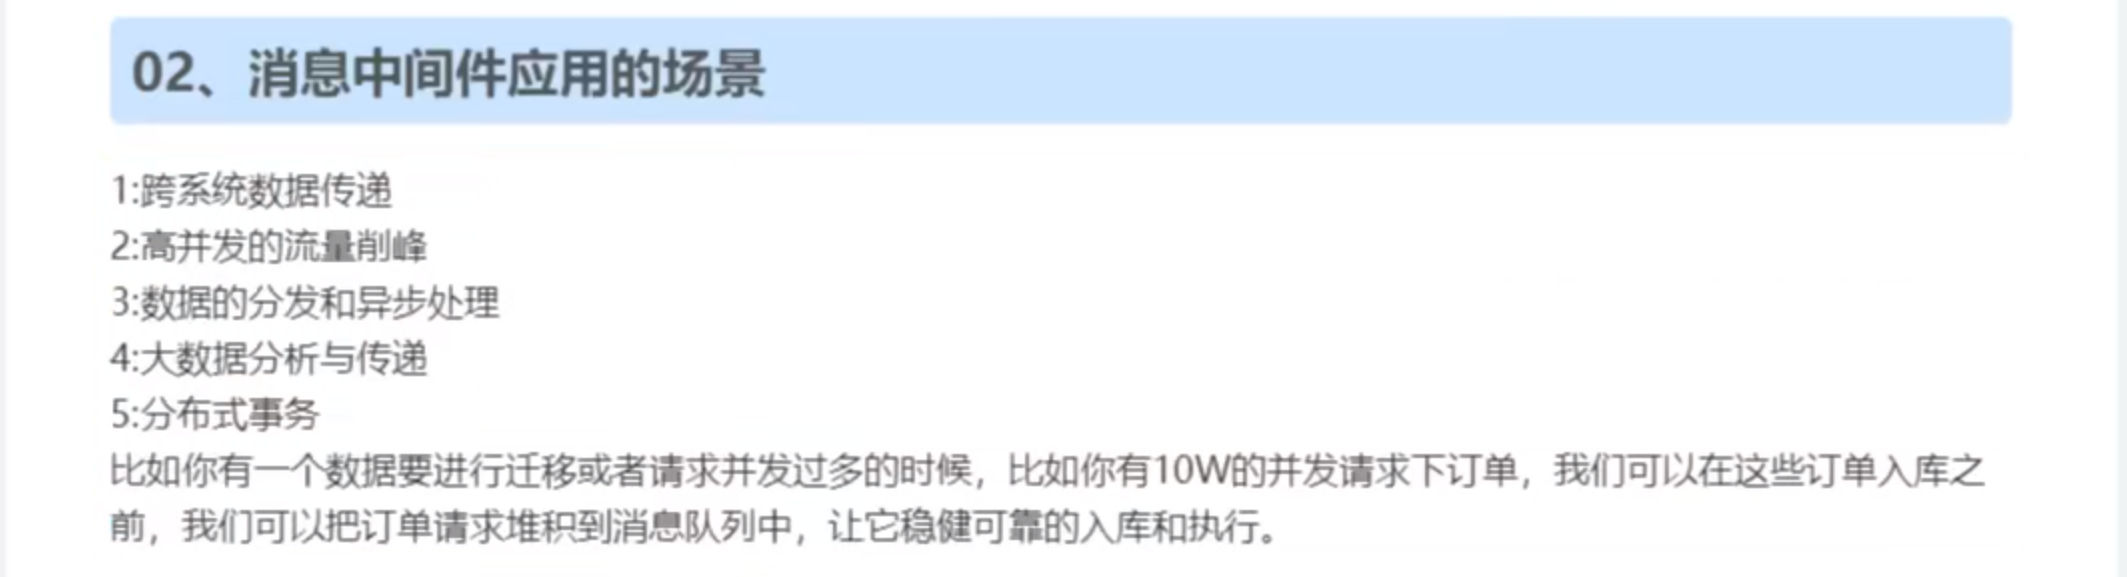 02、消息中间件应用的场景
1:跨系统数据传递
2:高并发的流量削峰
3:数据的分发和异步处理
4:大数据分析与传递
5:分布式事务
比如你有一个数据要进行迁移或者请求并发过多的时候，比如你有10W的并发请求下订单，我们可以在这些订单入库之
前，我们可以把订单请求堆积到消息队列中，让它稳健可靠的入库和执行。